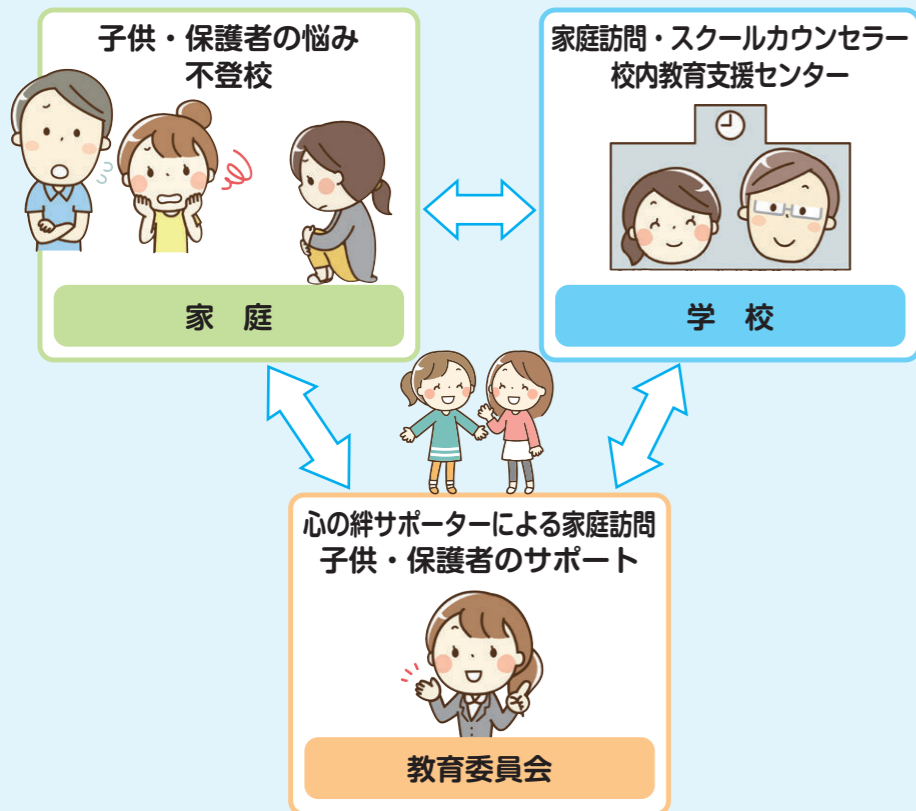 子供・保護者の悩み
不登校
家庭
家庭訪問・スクールカウンセラー
校内教育支援センター
学校
心の絆サポーターによる家庭訪問
子供・保護者のサポート
教育委員会